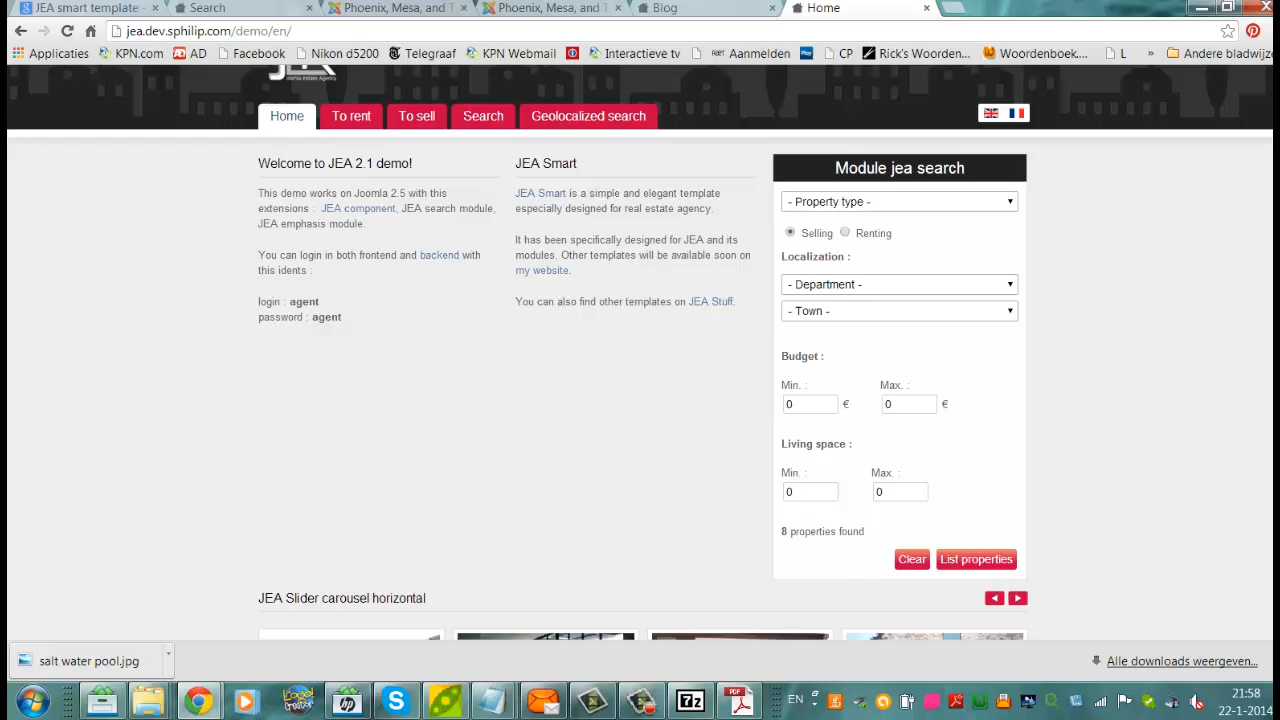 JEA smart template -
Search
Phoenix, Mesa, and T
Phoenix, Mesa, and T
Blog
Home
jea.dev.sphilip.com/demo/en/
Applicaties
KPN.com
AD
Facebook
Nikon d5200
Telegraaf
KPN Webmail
Interactieve tv
Aanmelden
CP
Rick's Woorden...
Woordenboek....
L
»
Andere bladwijze
JEA
Home
To rent
To sell
Search
Geolocalized search
Welcome to JEA 2.1 demo!
This demo works on Joomla 2.5 with this
extensions : JEA component, JEA search module,
JEA emphasis module.
You can login in both frontend and backend with
this idents :
login : agent
password : agent
JEA Smart
JEA Smart is a simple and elegant template
especially designed for real estate agency.
It has been specifically designed for JEA and its
modules. Other templates will be available soon on
my website.
You can also find other templates on JEA Stuff.
Module jea search
- Property type -
Selling
Renting
Localization :
- Department -
- Town -
Budget :
Min. :
Max. :
0 €
0 €
Living space :
Min. :
Max. :
0
0
8 properties found
Clear
List properties
JEA Slider carousel horizontal
salt water pool.jpg
Alle downloads weergeven...
EN
21:58
22-1-2014